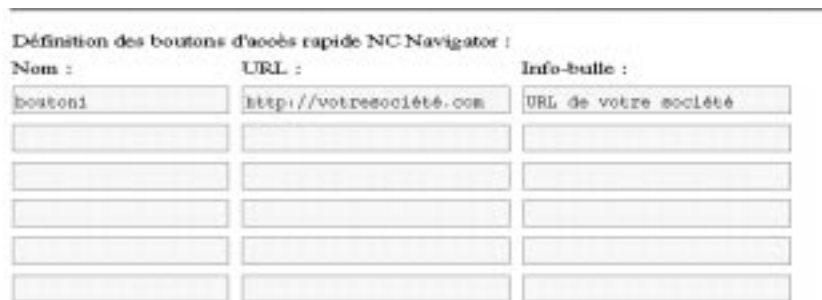 Définition des boutons d'accès rapide NC Navigator :
Nom : URL : Info-bulle :
bouton1 http://votresociété.com URL de votre société